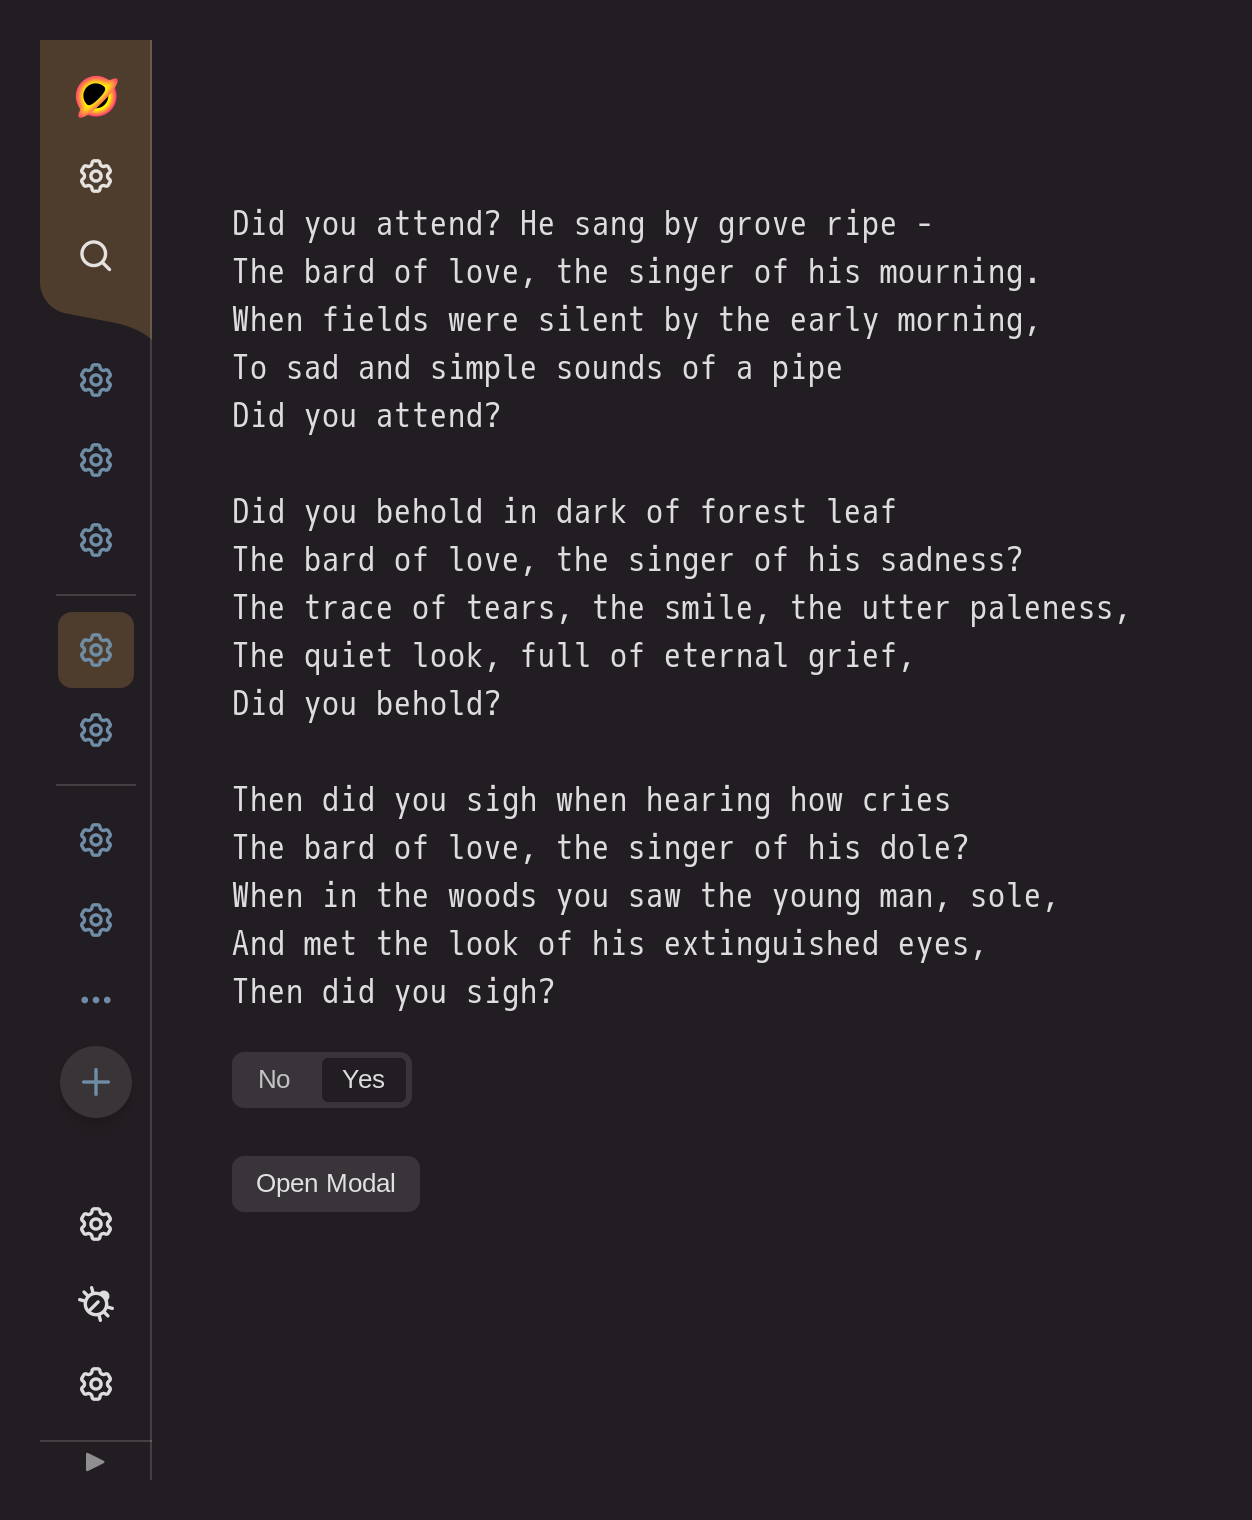 Did you attend? He sang by grove ripe -
The bard of love, the singer of his mourning.
When fields were silent by the early morning,
To sad and simple sounds of a pipe
Did you attend?
Did you behold in dark of forest leaf
The bard of love, the singer of his sadness?
The trace of tears, the smile, the utter paleness,
The quiet look, full of eternal grief,
Did you behold?
Then did you sigh when hearing how cries
The bard of love, the singer of his dole?
When in the woods you saw the young man, sole,
And met the look of his extinguished eyes,
Then did you sigh?
No Yes
Open Modal